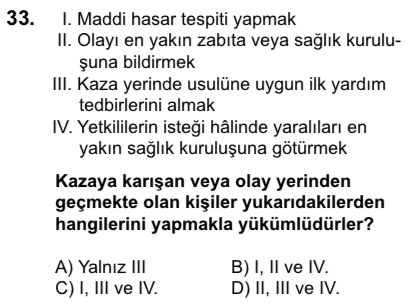 33. I. Maddi hasar tespiti yapmak
II. Olayı en yakın zabıta veya sağlık kurulu-
şuna bildirmek
III. Kaza yerinde usulüne uygun ilk yardım
tedbirlerini almak
IV. Yetkililerin isteği hâlinde yaralıları en
yakın sağlık kuruluşuna götürmek
Kazaya karışan veya olay yerinden
geçmekte olan kişiler yukarıdakilerden
hangilerini yapmakla yükümlüdürler?
A) Yalnız III B) I, II ve IV.
C) I, III ve IV. D) II, III ve IV.